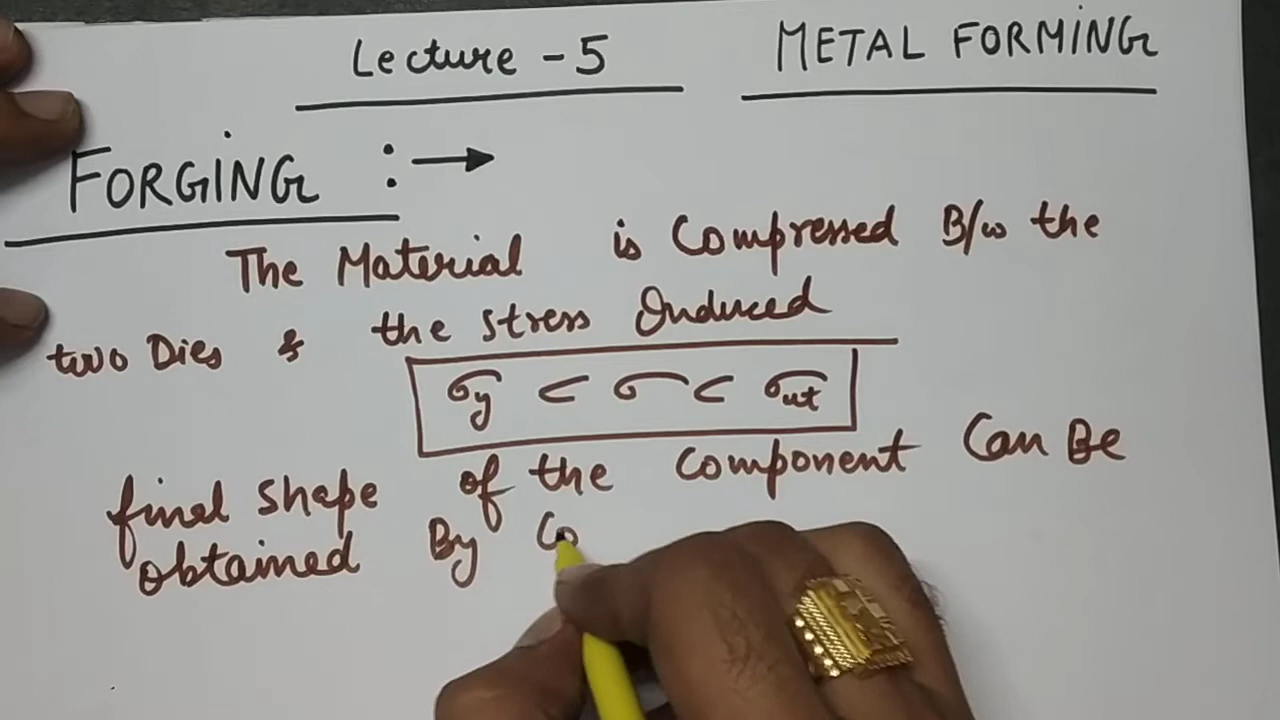 Lecture - 5 METAL FORMING
FORGING :→
The Material is Compressed B/w the
two Dies & the stress Induced
σy < σ < σut
final shape of the component Can Be
obtained By Co